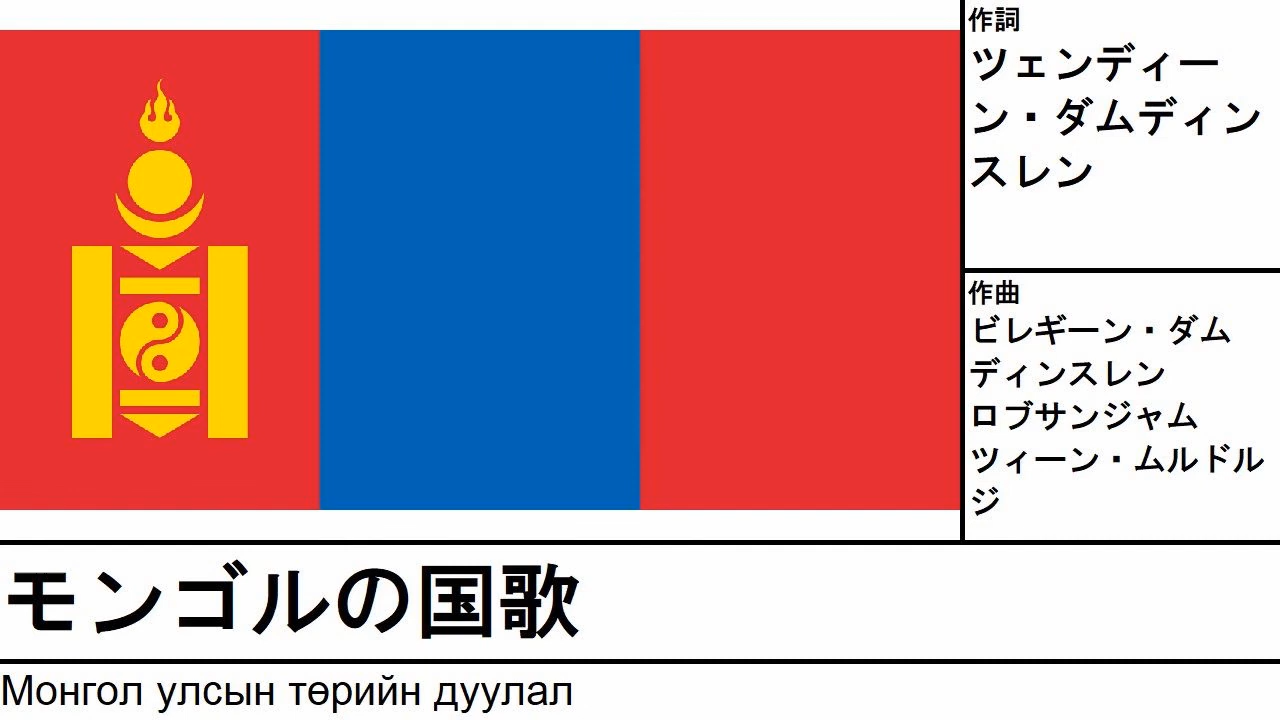 作詞
ツェンディー
ン・ダムディン
スレン
作曲
ビレギーン・ダム
ディンスレン
ロブサンジャム
ツィーン・ムルドル
ジ
モンゴルの国歌
Монгол улсын төрийн дуулал